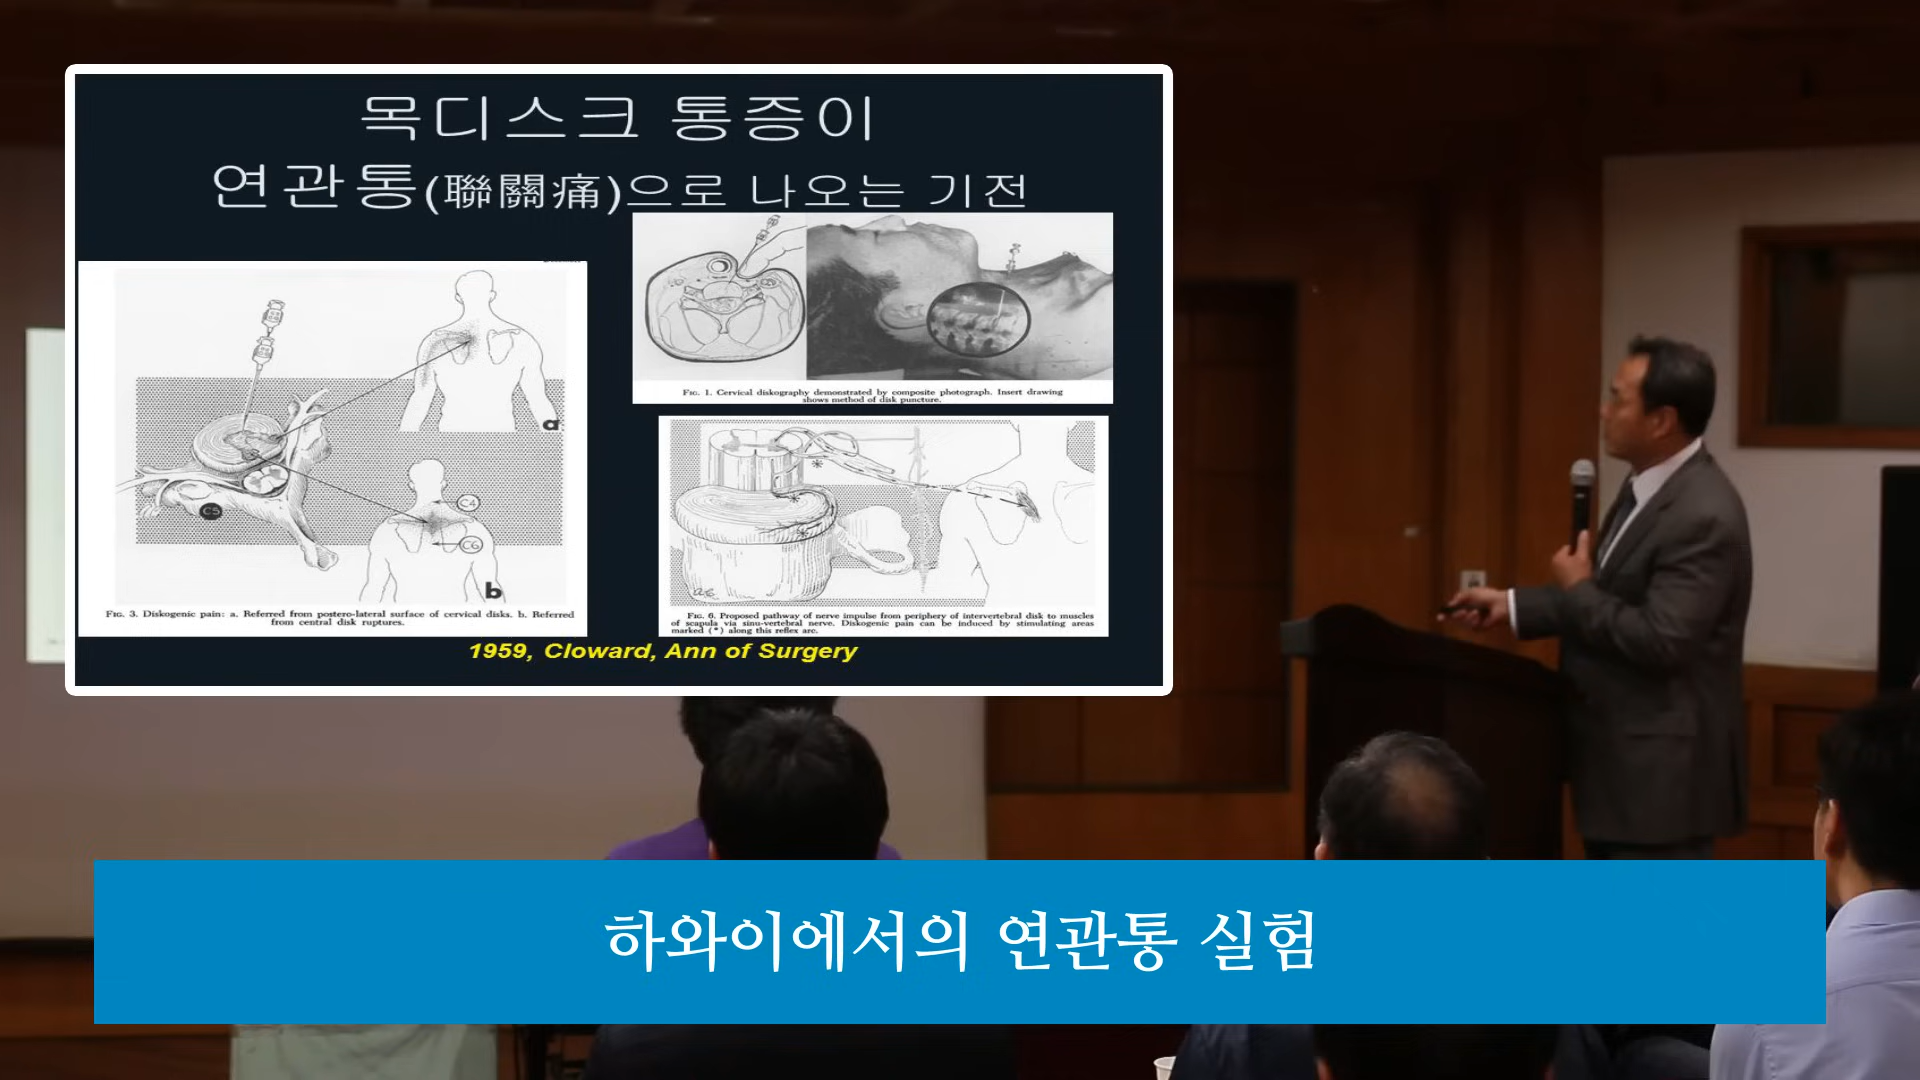 목디스크 통증이
연관통(聯關痛)으로 나오는 기전
FIG. 1. Cervical diskography demonstrated by composite photograph. Insert drawing
shows method of disk puncture.
a
C5
C4
C6
b
FIG. 3. Diskogenic pain: a. Referred from postero-lateral surface of cervical disks. b. Referred
from central disk ruptures.
FIG. 6. Proposed pathway of nerve impulse from periphery of intervertebral disk to muscles
of scapula via sinu-vertebral nerve. Diskogenic pain can be induced by stimulating areas
marked (*) along this reflex arc.
1959, Cloward, Ann of Surgery
하와이에서의 연관통 실험